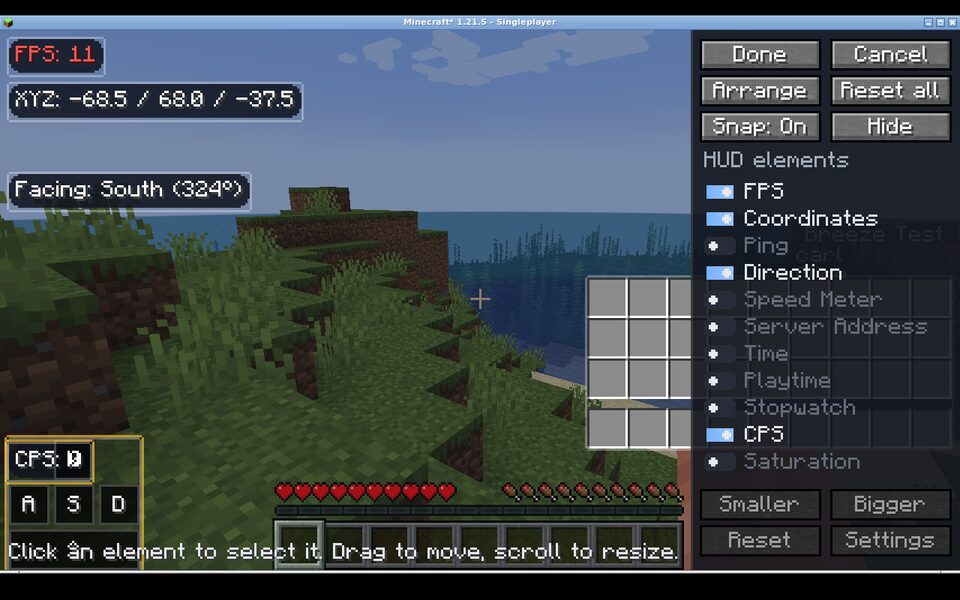 Minecraft* 1.21.5 - Singleplayer
FPS: 11
XYZ: -68.5 / 68.0 / -37.5
Facing: South (324°)
CPS: 0
A S D
Click an element to select it. Drag to move, scroll to resize.
Done Cancel
Arrange Reset all
Snap: On Hide
HUD elements
FPS
Coordinates
Ping
Direction
Speed Meter
Server Address
Time
Playtime
Stopwatch
CPS
Saturation
Breeze Test
carl
Smaller Bigger
Reset Settings